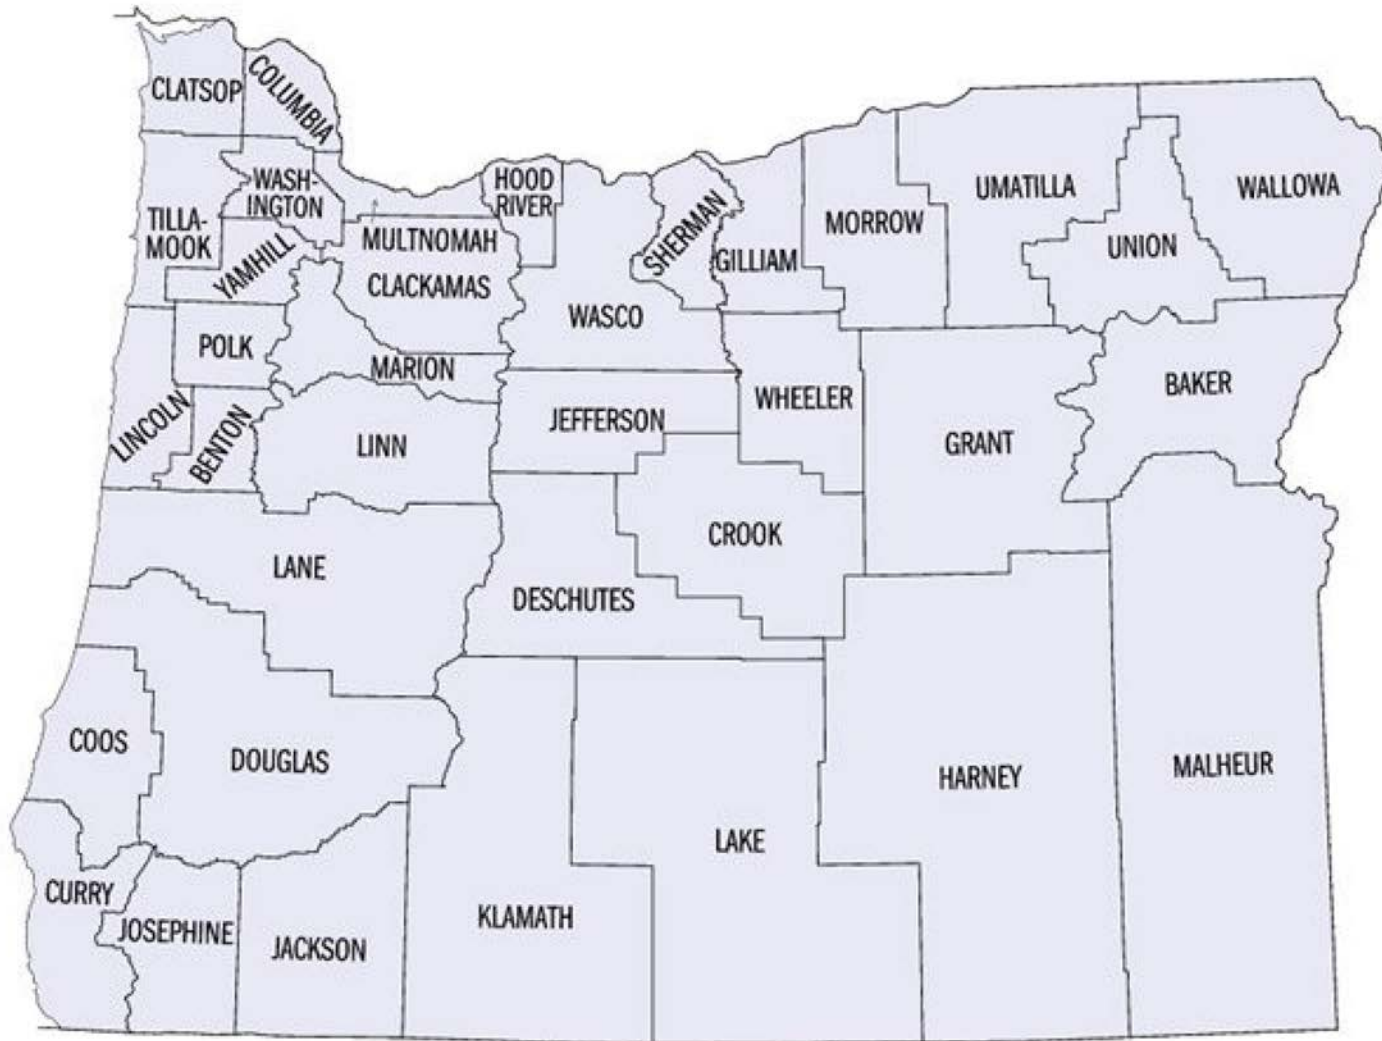 CLATSOP
COLUMBIA
TILLA-
MOOK
WASH-
INGTON
YAMHILL
MULTNOMAH
CLACKAMAS
HOOD
RIVER
WASCO
SHERMAN
GILLIAM
MORROW
UMATILLA
UNION
WALLOWA
POLK
MARION
LINCOLN
BENTON
LINN
JEFFERSON
WHEELER
GRANT
BAKER
LANE
DESCHUTES
CROOK
COOS
DOUGLAS
HARNEY
MALHEUR
CURRY
JOSEPHINE
JACKSON
KLAMATH
LAKE